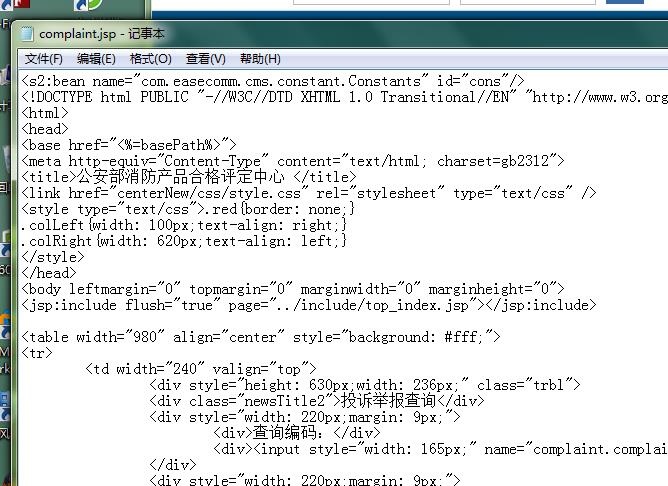 complaint.jsp - 记事本
文件(F) 编辑(E) 格式(O) 查看(V) 帮助(H)
<s2:bean name="com.easecomm.cms.constant.Constants" id="cons"/>
<!DOCTYPE html PUBLIC "-//W3C//DTD XHTML 1.0 Transitional//EN" "http://www.w3.org
<html>
<head>
<base href="<%=basePath%>">
<meta http-equiv="Content-Type" content="text/html; charset=gb2312">
<title>公安部消防产品合格评定中心 </title>
<link href="centerNew/css/style.css" rel="stylesheet" type="text/css" />
<style type="text/css">.red{border: none;}
.colLeft{width: 100px;text-align: right;}
.colRight{width: 620px;text-align: left;}
</style>
</head>
<body leftmargin="0" topmargin="0" marginwidth="0" marginheight="0">
<jsp:include flush="true" page="../include/top_index.jsp"></jsp:include>
<table width="980" align="center" style="background: #fff;">
<tr>
<td width="240" valign="top">
<div style="height: 630px;width: 236px;" class="trbl">
<div class="newsTitle2">投诉举报查询</div>
<div style="width: 220px;margin: 9px;">
<div>查询编码：</div>
<div><input style="width: 165px;" name="complaint.complai
</div>
<div style="width: 220px;margin: 9px;">